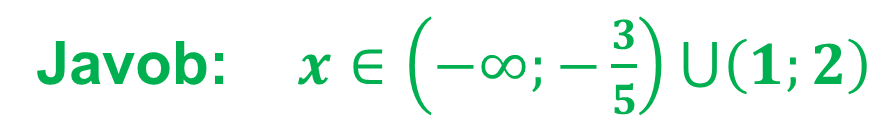 Javob: x ∈ (−∞; −3/5) ⋃(1; 2)